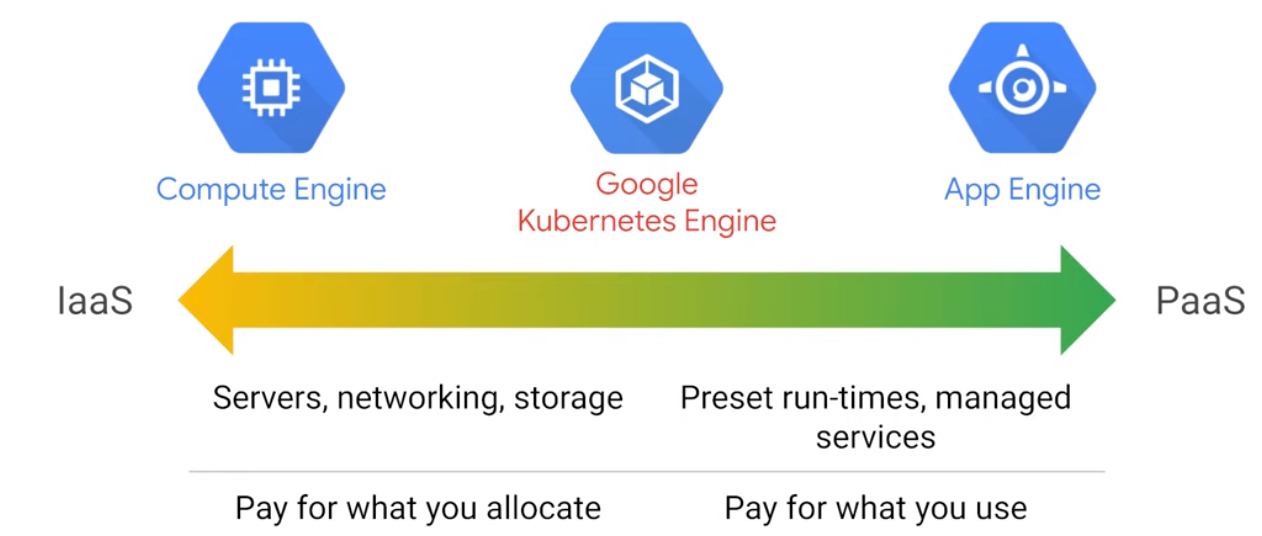 Compute Engine
Google
Kubernetes Engine
App Engine
IaaS
PaaS
Servers, networking, storage
Preset run-times, managed
services
Pay for what you allocate
Pay for what you use